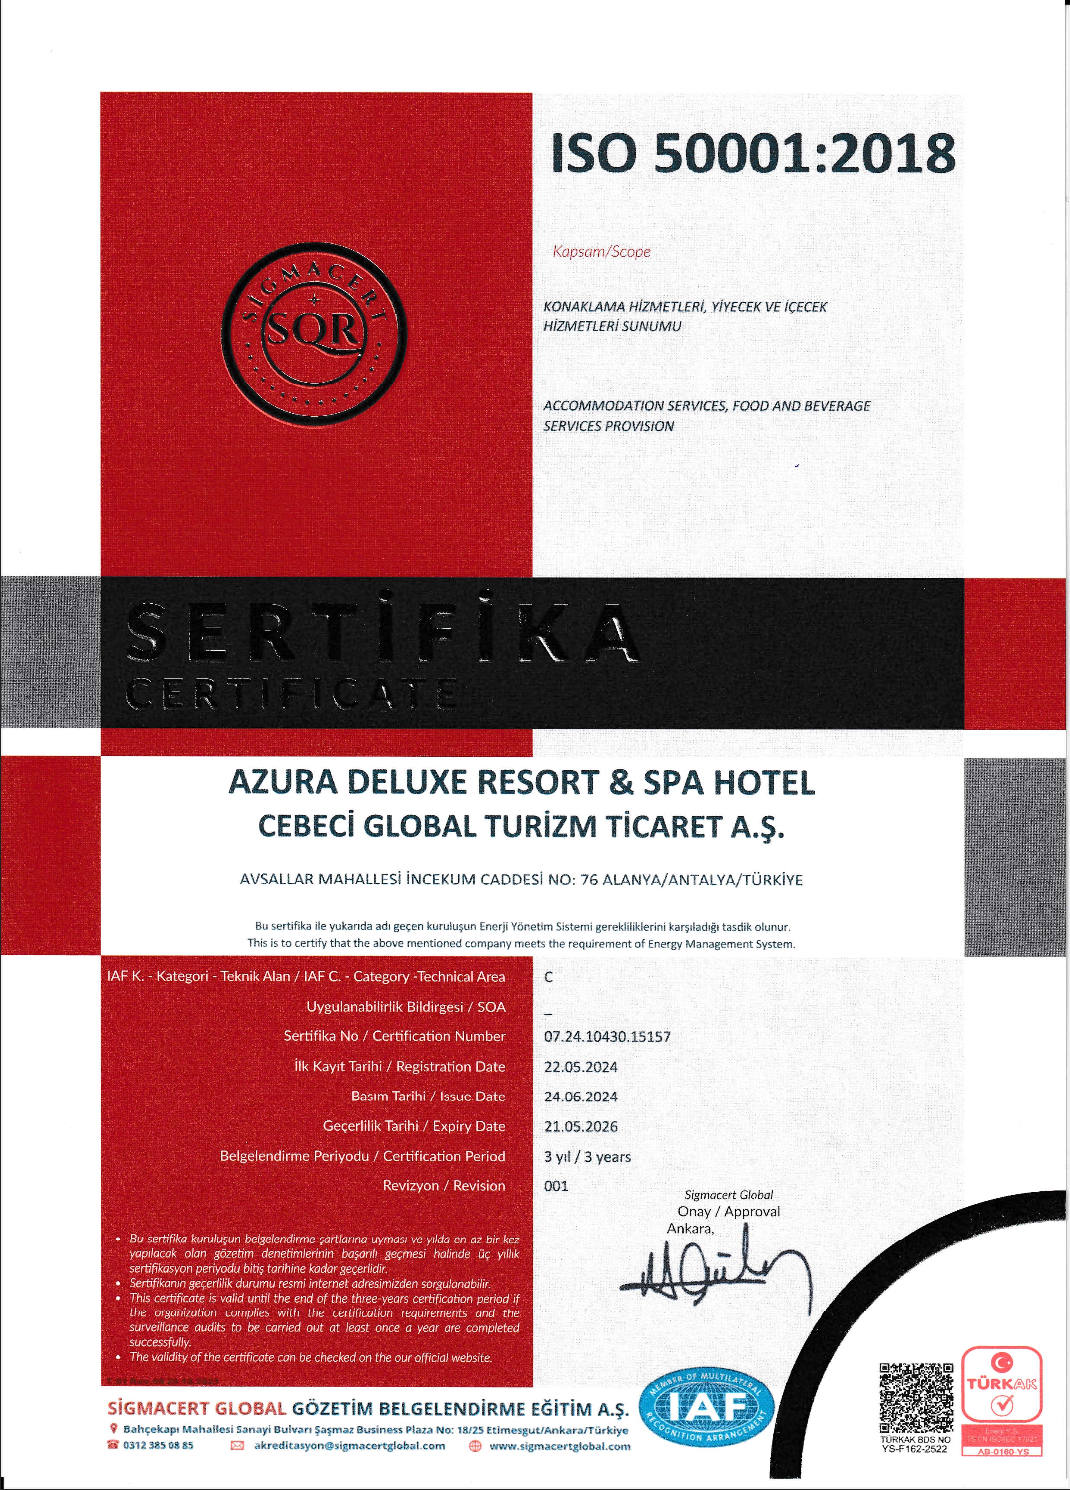 ISO 50001:2018
Kapsam/Scope
SİGMACERT
SQR
KONAKLAMA HİZMETLERİ, YİYECEK VE İÇECEK
HİZMETLERİ SUNUMU
ACCOMMODATION SERVICES, FOOD AND BEVERAGE
SERVICES PROVISION
SERTİFİKA
CERTIFICATE
AZURA DELUXE RESORT & SPA HOTEL
CEBECİ GLOBAL TURİZM TİCARET A.Ş.
AVSALLAR MAHALLESİ İNCEKUM CADDESİ NO: 76 ALANYA/ANTALYA/TÜRKİYE
Bu sertifika ile yukarıda adı geçen kuruluşun Enerji Yönetim Sistemi gerekliliklerini karşıladığı tasdik olunur.
This is to certify that the above mentioned company meets the requirement of Energy Management System.
IAF K. - Kategori - Teknik Alan / IAF C. - Category -Technical Area C
Uygulanabilirlik Bildirgesi / SOA _
Sertifika No / Certification Number 07.24.10430.15157
İlk Kayıt Tarihi / Registration Date 22.05.2024
Basım Tarihi / Issue Date 24.06.2024
Geçerlilik Tarihi / Expiry Date 21.05.2026
Belgelendirme Periyodu / Certification Period 3 yıl / 3 years
Revizyon / Revision 001
Sigmacert Global
Onay / Approval
Ankara,
• Bu sertifika kuruluşun belgelendirme şartlarına uyması ve yılda en az bir kez
yapılacak olan gözetim denetimlerinin başarılı geçmesi halinde üç yıllık
sertifikasyon periyodu bitiş tarihine kadar geçerlidir.
• Sertifikanın geçerlilik durumu resmi internet adresimizden sorgulanabilir.
• This certificate is valid until the end of the three-years certification period if
the organization complies with the certification requirements and the
surveillance audits to be carried out at least once a year are completed
successfully.
• The validity of the certificate can be checked on the our official website.
SİGMACERT GLOBAL GÖZETİM BELGELENDİRME EĞİTİM A.Ş.
Bahçekapı Mahallesi Sanayi Bulvarı Şaşmaz Business Plaza No: 18/25 Etimesgut/Ankara/Türkiye
0312 385 08 85 akreditasyon@sigmacertglobal.com www.sigmacertglobal.com
MEMBER OF MULTILATERAL
IAF
RECOGNITION ARRANGEMENT
TÜRKAK BDS NO
YS-F162-2522
TÜRKAK
AB-0160-YS